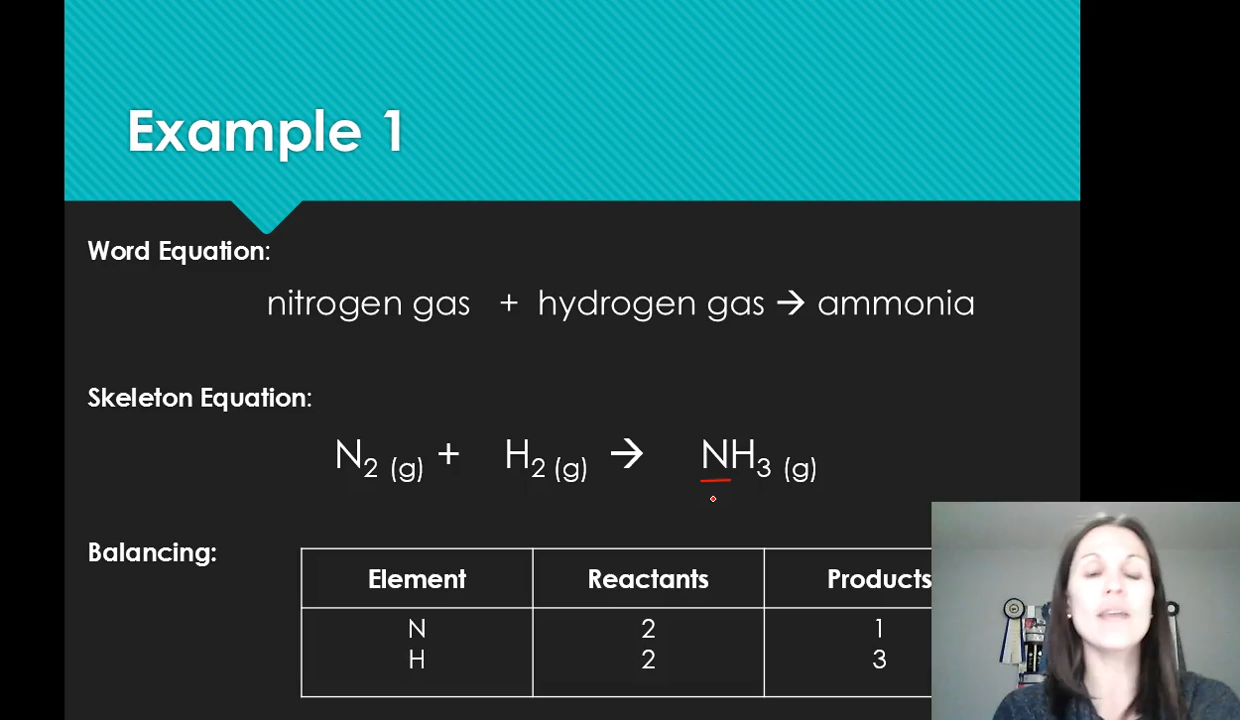 Example 1
Word Equation:
nitrogen gas + hydrogen gas → ammonia
Skeleton Equation:
N₂ (g) + H₂ (g) → NH₃ (g)
Balancing:
Element Reactants Products
N 2 1
H 2 3